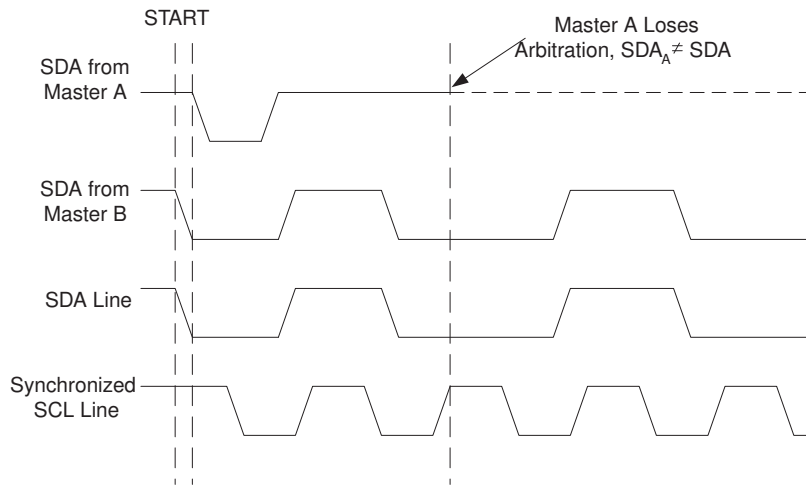 START
Master A Loses
Arbitration, SDA_A ≠ SDA
SDA from
Master A
SDA from
Master B
SDA Line
Synchronized
SCL Line